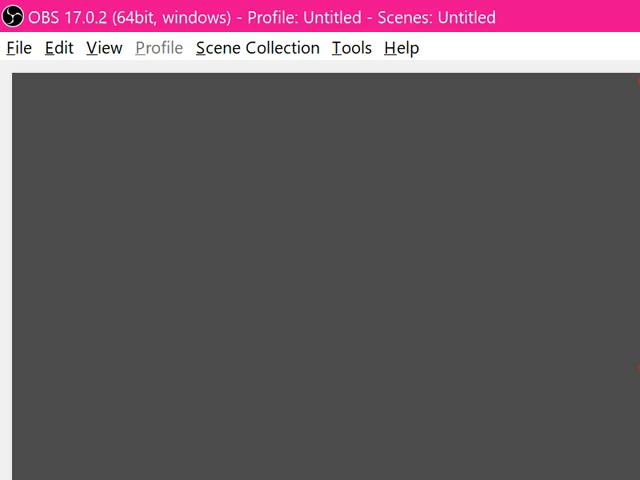 OBS 17.0.2 (64bit, windows) - Profile: Untitled - Scenes: Untitled
File Edit View Profile Scene Collection Tools Help